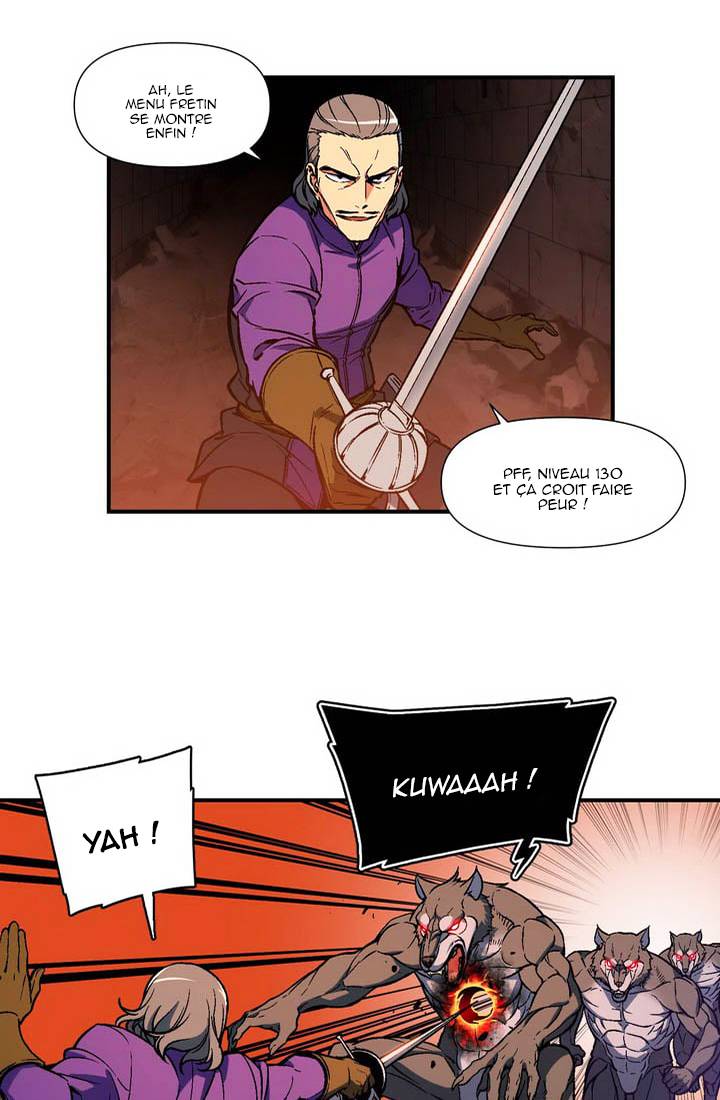 AH, LE
MENU FRETIN
SE MONTRE
ENFIN !
PFF, NIVEAU 130
ET ÇA CROIT FAIRE
PEUR !
KUWAAAH !
YAH !